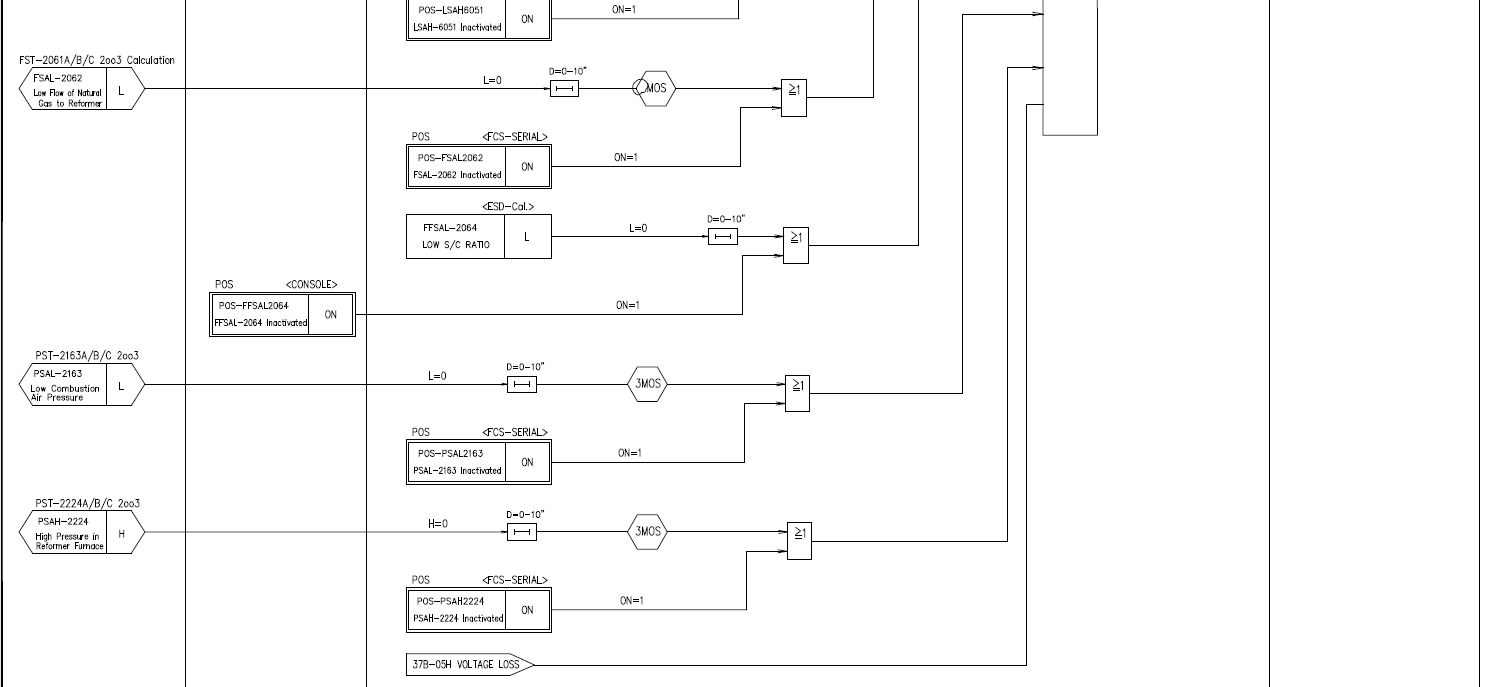 POS-LSAH6051
LSAH-6051 Inactivated
ON
ON=1
FST-2061A/B/C 2oo3 Calculation
FSAL-2062
Low Flow of Natural
Gas to Reformer
L
L=0
D=0-10"
MOS
≧1
POS <FCS-SERIAL>
POS-FSAL2062
FSAL-2062 Inactivated
ON
ON=1
<ESD-Cal.>
FFSAL-2064
LOW S/C RATIO
L
L=0
D=0-10"
≧1
POS <CONSOLE>
POS-FFSAL2064
FFSAL-2064 Inactivated
ON
ON=1
PST-2163A/B/C 2oo3
PSAL-2163
Low Combustion
Air Pressure
L
L=0
D=0-10"
3MOS
≧1
POS <FCS-SERIAL>
POS-PSAL2163
PSAL-2163 Inactivated
ON
ON=1
PST-2224A/B/C 2oo3
PSAH-2224
High Pressure in
Reformer Furnace
H
H=0
D=0-10"
3MOS
≧1
POS <FCS-SERIAL>
POS-PSAH2224
PSAH-2224 Inactivated
ON
ON=1
37B-05H VOLTAGE LOSS